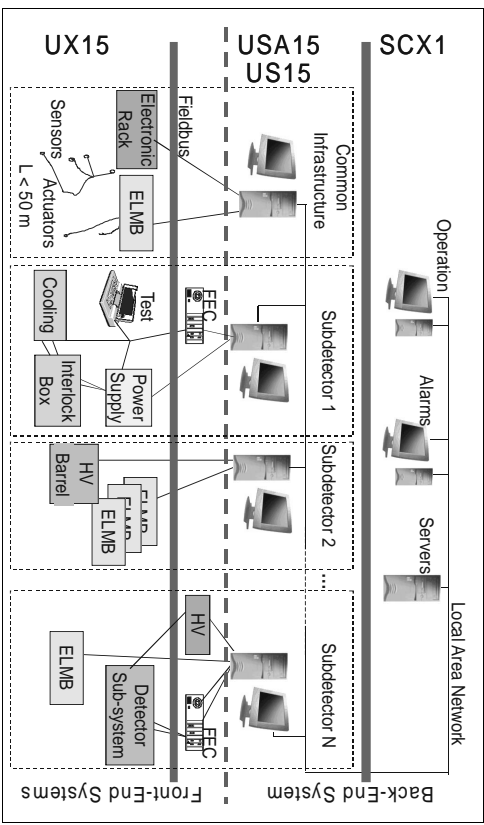 UX15
USA15
US15
SCX1
Sensors
Actuators
L < 50 m
Electronic
Rack
ELMB
Fieldbus
Common
Infrastructure
Operation
Cooling
Test
Interlock
Box
Power
Supply
FEC
Subdetector 1
Alarms
HV
Barrel
ELMB
ELMB
ELMB
Subdetector 2
...
Servers
ELMB
Detector
Sub-system
HV
FEC
Subdetector N
Local Area Network
Front-End Systems
Back-End System